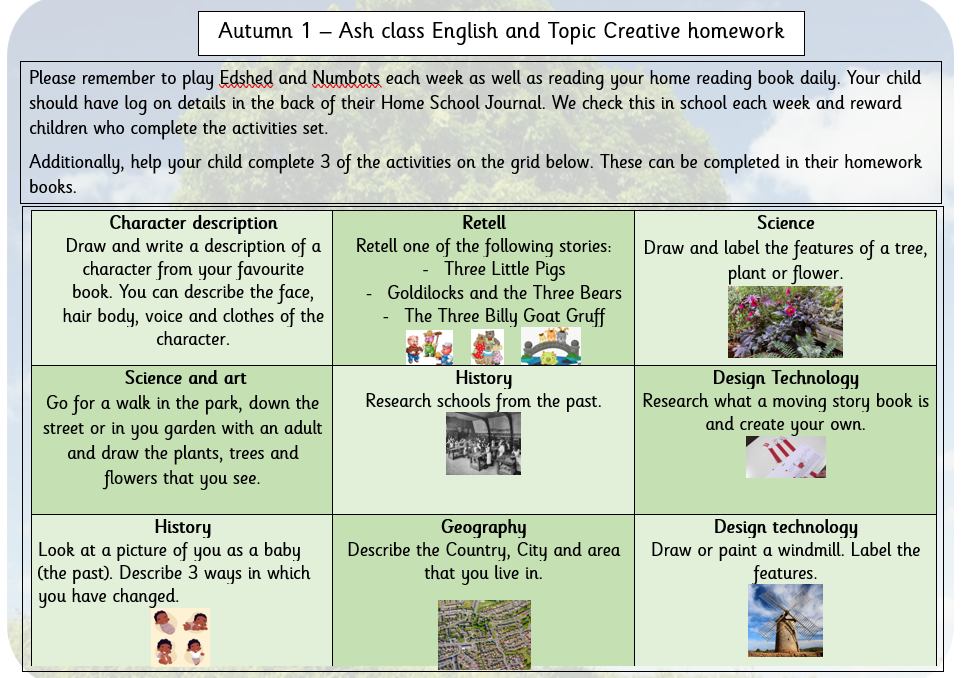 Autumn 1 – Ash class English and Topic Creative homework
Please remember to play Edshed and Numbots each week as well as reading your home reading book daily. Your child
should have log on details in the back of their Home School Journal. We check this in school each week and reward
children who complete the activities set.
Additionally, help your child complete 3 of the activities on the grid below. These can be completed in their homework
books.
Character description
Draw and write a description of a
character from your favourite
book. You can describe the face,
hair body, voice and clothes of the
character.
Retell
Retell one of the following stories:
- Three Little Pigs
- Goldilocks and the Three Bears
- The Three Billy Goat Gruff
Science
Draw and label the features of a tree,
plant or flower.
Science and art
Go for a walk in the park, down the
street or in you garden with an adult
and draw the plants, trees and
flowers that you see.
History
Research schools from the past.
Design Technology
Research what a moving story book is
and create your own.
History
Look at a picture of you as a baby
(the past). Describe 3 ways in which
you have changed.
Geography
Describe the Country, City and area
that you live in.
Design technology
Draw or paint a windmill. Label the
features.